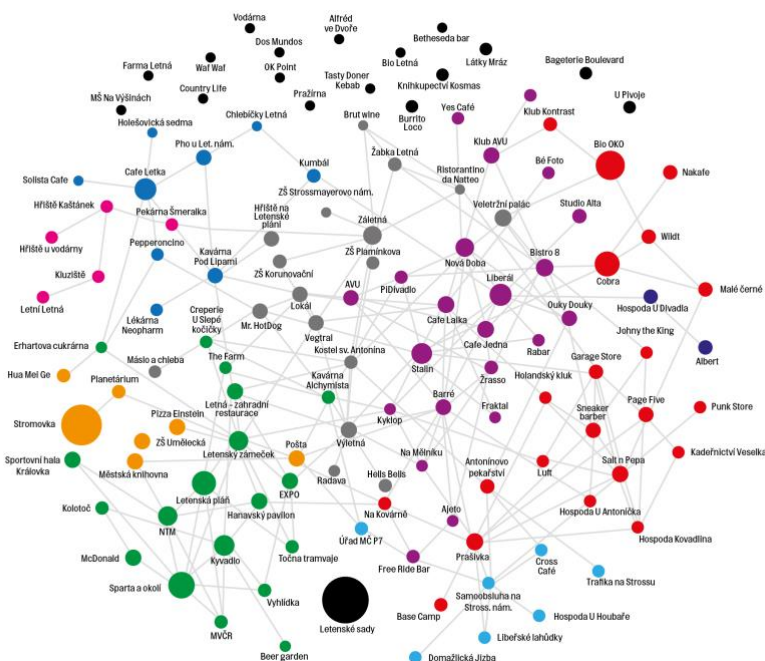 Vodárna
Alfréd
ve Dvoře
Dos Mundos
Betheseda bar
Bio Letná
Látky Mráz
Farma Letná
Waf Waf
OK Point
Bageterie Boulevard
Tasty Doner
Kebab
Knihkupectví Kosmas
Country Life
MŠ Na Výšinách
Pražírna
Burrito
Loco
U Pivoje
Yes Café
Klub Kontrast
Holešovická sedma
Chlebíčky Letná
Brut wine
Pho u Let. nám.
Žabka Letná
Klub AVU
Bio OKO
Kumbál
Ristorantino
da Natteo
Bé Foto
Nakafe
Solista Cafe
Cafe Letka
ZŠ Strossmayerovo nám.
Veletržní palác
Studio Alta
Hřiště Kaštánek
Pekárna Šmeralka
Hřiště na
Letenské
pláni
Záletná
Hřiště u vodárny
Pepperoncino
Kavárna
Pod Lipami
ZŠ Korunovační
ZŠ Plamínkova
Nová Doba
Bistro 8
Wildt
Cobra
Kluziště
PiDivadlo
Liberál
Letní Letná
AVU
Lokál
Hospoda U Divadla
Malé černé
Lékárna
Neopharm
Creperie
U Slepé
kočičky
Mr. HotDog
Vegtral
Cafe Lajka
Ouky Douky
Johny the King
Erhartova cukrárna
Kostel sv. Antonína
Cafe Jedna
Rabar
Garage Store
Albert
Máslo a chleba
The Farm
Stalin
Hua Mei Ge
Planetárium
Letná - zahradní
restaurace
Kavárna
Alchymista
Žrasso
Holandský kluk
Stromovka
Pizza Einstein
Kyklop
Barré
Fraktal
Sneaker
barber
Page Five
Punk Store
ZŠ Umělecká
Letenský zámeček
Pošta
Výletná
Sportovní hala
Královka
Městská knihovna
Radava
Na Mělníku
Antonínovo
pekařství
Luft
Salt n Pepa
Kadeřnictví Veselka
Letenská pláň
EXPO
Hells Bells
Kolotoč
NTM
Hanavský pavilon
Na Kovárně
Hospoda U Antoníčka
Úřad MČ P7
Ajeto
Hospoda Kovadlina
McDonald
Kyvadlo
Točna tramvaje
Prašivka
Free Ride Bar
Cross
Café
Trafika na Strossu
Sparta a okolí
Vyhlídka
Samoobsluha na
Stross. nám.
Base Camp
Hospoda U Houbaře
MVČR
Letenské sady
Libeřské lahůdky
Beer garden
Domažlická Jizba